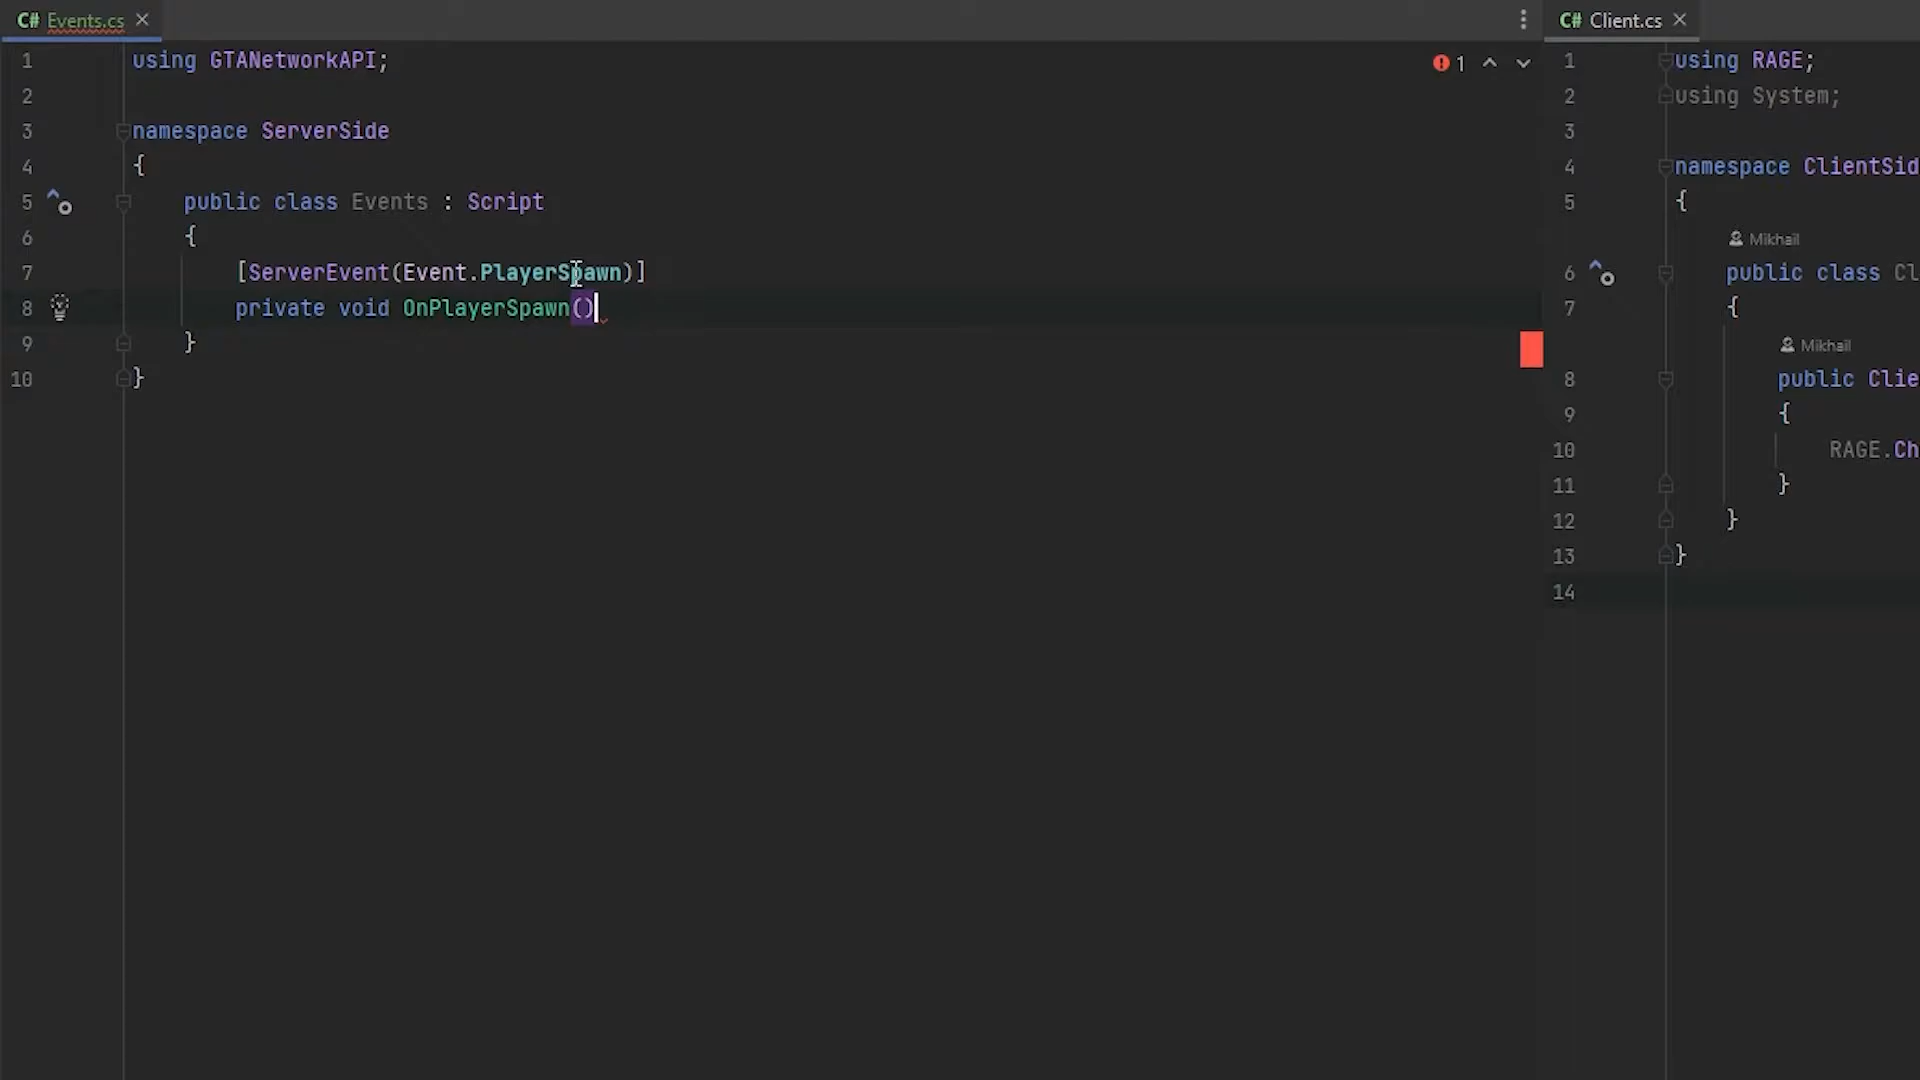 C# Events.cs
1 using GTANetworkAPI;
2
3 namespace ServerSide
4 {
5 public class Events : Script
6 {
7 [ServerEvent(Event.PlayerSpawn)]
8 private void OnPlayerSpawn()
9 }
10 }
1
C# Client.cs
1 using RAGE;
2 using System;
3
4 namespace ClientSid
5 {
Mikhail
6 public class Cl
7 {
Mikhail
8 public Clie
9 {
10 RAGE.Ch
11 }
12 }
13 }
14